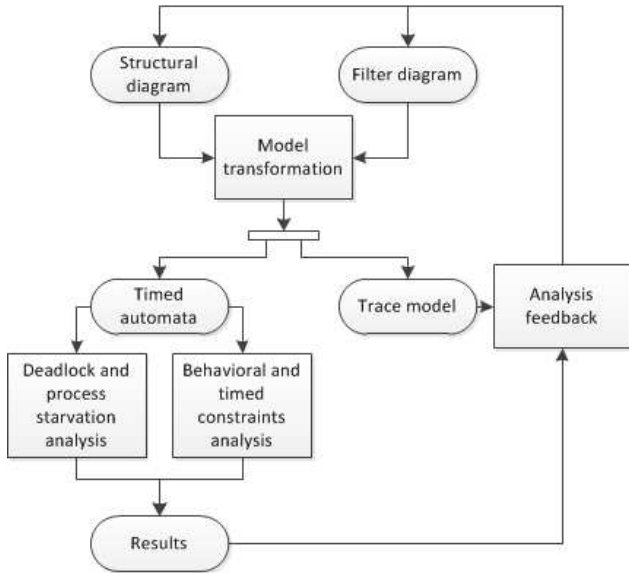 Structural
diagram
Filter diagram
Model
transformation
Timed
automata
Trace model
Analysis
feedback
Deadlock and
process
starvation
analysis
Behavioral and
timed
constraints
analysis
Results